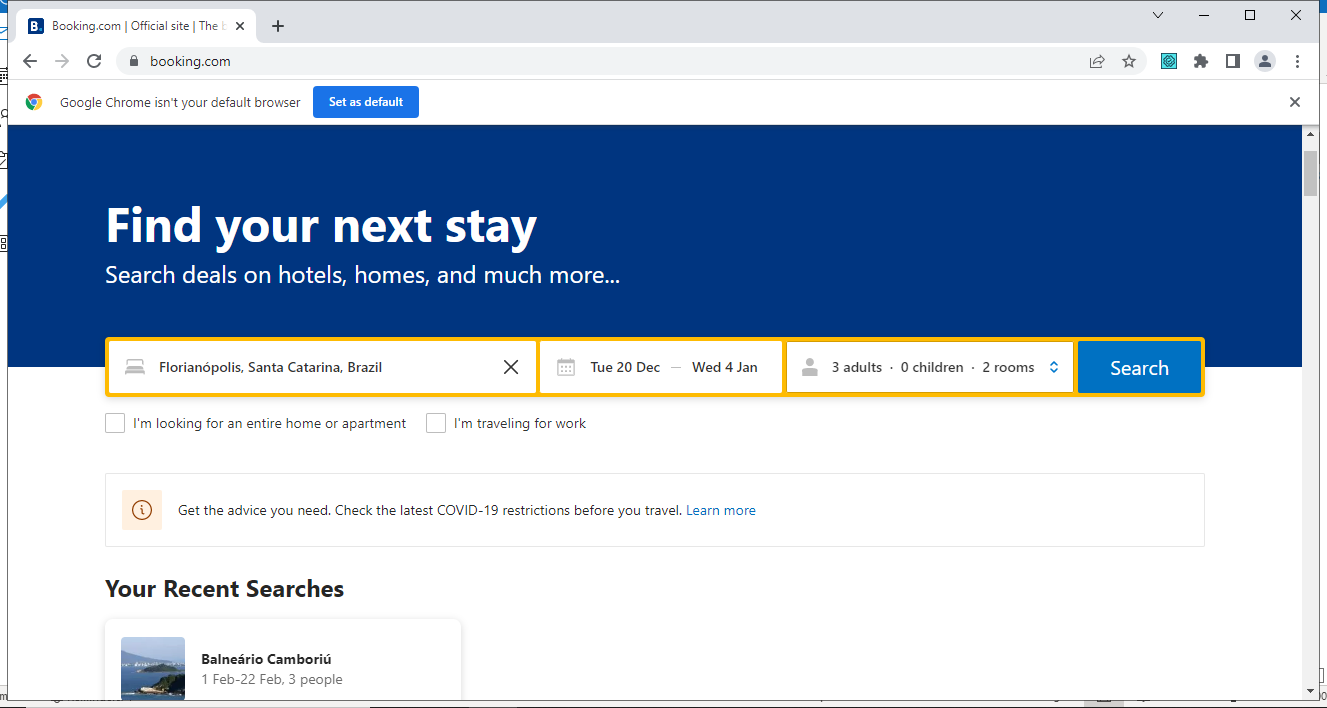 B. Booking.com | Official site | The
booking.com
Google Chrome isn't your default browser Set as default
Find your next stay
Search deals on hotels, homes, and much more...
Florianópolis, Santa Catarina, Brazil Tue 20 Dec — Wed 4 Jan 3 adults · 0 children · 2 rooms Search
I'm looking for an entire home or apartment I'm traveling for work
Get the advice you need. Check the latest COVID-19 restrictions before you travel. Learn more
Your Recent Searches
Balneário Camboriú
1 Feb-22 Feb, 3 people